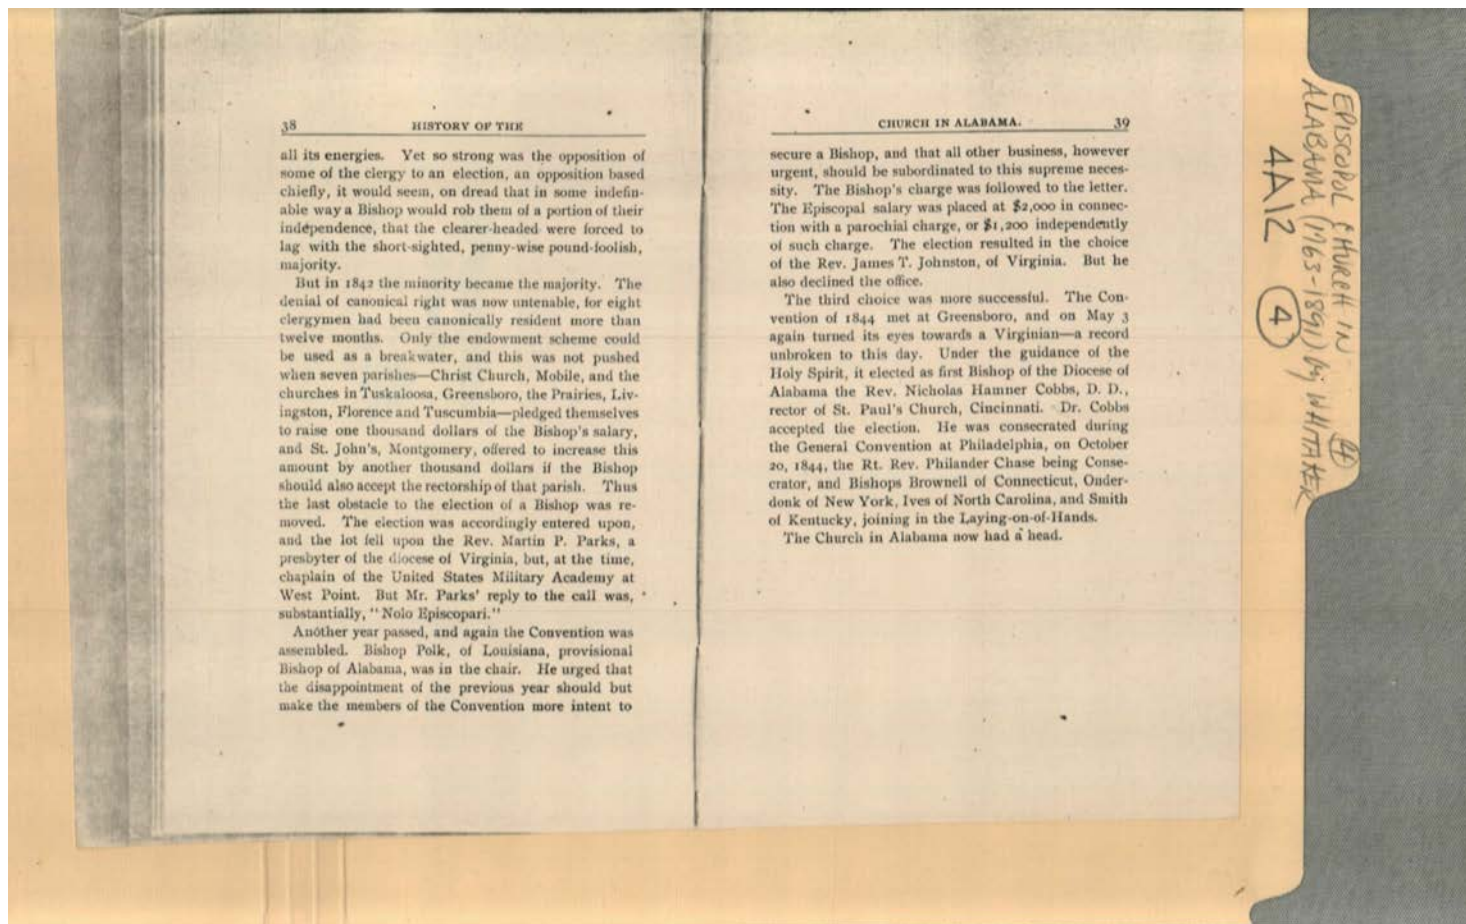 38 HISTORY OF THE
all its energies. Yet so strong was the opposition of
some of the clergy to an election, an opposition based
chiefly, it would seem, on dread that in some indefin-
able way a Bishop would rob them of a portion of their
independence, that the clearer-headed were forced to
lag with the short-sighted, penny-wise pound-foolish,
majority.
But in 1842 the minority became the majority. The
denial of canonical right was now untenable, for eight
clergymen had been canonically resident more than
twelve months. Only the endowment scheme could
be used as a breakwater, and this was not pushed
when seven parishes—Christ Church, Mobile, and the
churches in Tuskaloosa, Greensboro, the Prairies, Liv-
ingston, Florence and Tuscumbia—pledged themselves
to raise one thousand dollars of the Bishop's salary,
and St. John's, Montgomery, offered to increase this
amount by another thousand dollars if the Bishop
should also accept the rectorship of that parish. Thus
the last obstacle to the election of a Bishop was re-
moved. The election was accordingly entered upon,
and the lot fell upon the Rev. Martin P. Parks, a
presbyter of the diocese of Virginia, but, at the time,
chaplain of the United States Military Academy at
West Point. But Mr. Parks' reply to the call was,
substantially, "Nolo Episcopari."
Another year passed, and again the Convention was
assembled. Bishop Polk, of Louisiana, provisional
Bishop of Alabama, was in the chair. He urged that
the disappointment of the previous year should but
make the members of the Convention more intent to
CHURCH IN ALABAMA. 39
secure a Bishop, and that all other business, however
urgent, should be subordinated to this supreme neces-
sity. The Bishop's charge was followed to the letter.
The Episcopal salary was placed at $2,000 in connec-
tion with a parochial charge, or $1,200 independently
of such charge. The election resulted in the choice
of the Rev. James T. Johnston, of Virginia. But he
also declined the office.
The third choice was more successful. The Con-
vention of 1844 met at Greensboro, and on May 3
again turned its eyes towards a Virginian—a record
unbroken to this day. Under the guidance of the
Holy Spirit, it elected as first Bishop of the Diocese of
Alabama the Rev. Nicholas Hamner Cobbs, D. D.,
rector of St. Paul's Church, Cincinnati. Dr. Cobbs
accepted the election. He was consecrated during
the General Convention at Philadelphia, on October
20, 1844, the Rt. Rev. Philander Chase being Conse-
crator, and Bishops Brownell of Connecticut, Onder-
donk of New York, Ives of North Carolina, and Smith
of Kentucky, joining in the Laying-on-of-Hands.
The Church in Alabama now had a head.
EPISCOPOL CHURCH IN
ALABAMA (1763-1891) by WHITAKER
4A12 4